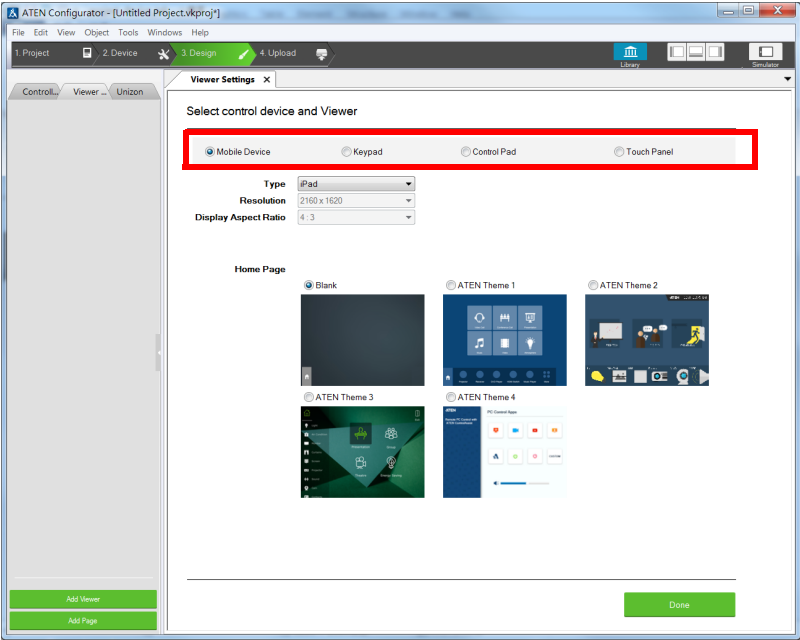 ATEN Configurator - [Untitled Project.vkproj*]
File Edit View Object Tools Windows Help
1. Project 2. Device 3. Design 4. Upload
Library
Simulator
Controll... Viewer ... Unizon
Viewer Settings X
Select control device and Viewer
Mobile Device Keypad Control Pad Touch Panel
Type iPad
Resolution 2160 x 1620
Display Aspect Ratio 4 : 3
Home Page
Blank ATEN Theme 1 ATEN Theme 2
ATEN Theme 3 ATEN Theme 4
ATEN
PC Control Apps
Add Viewer
Add Page
Done